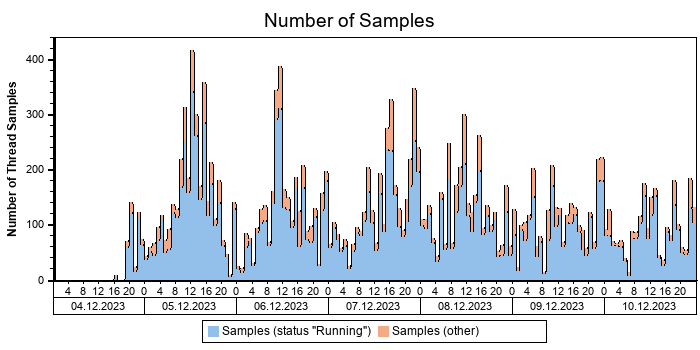 Number of Samples
Number of Thread Samples
400
300
200
100
0
4 8 12 16 20 0 4 8 12 16 20 0 4 8 12 16 20 0 4 8 12 16 20 0 4 8 12 16 20 0 4 8 12 16 20 0 4 8 12 16 20
04.12.2023 05.12.2023 06.12.2023 07.12.2023 08.12.2023 09.12.2023 10.12.2023
Samples (status "Running") Samples (other)